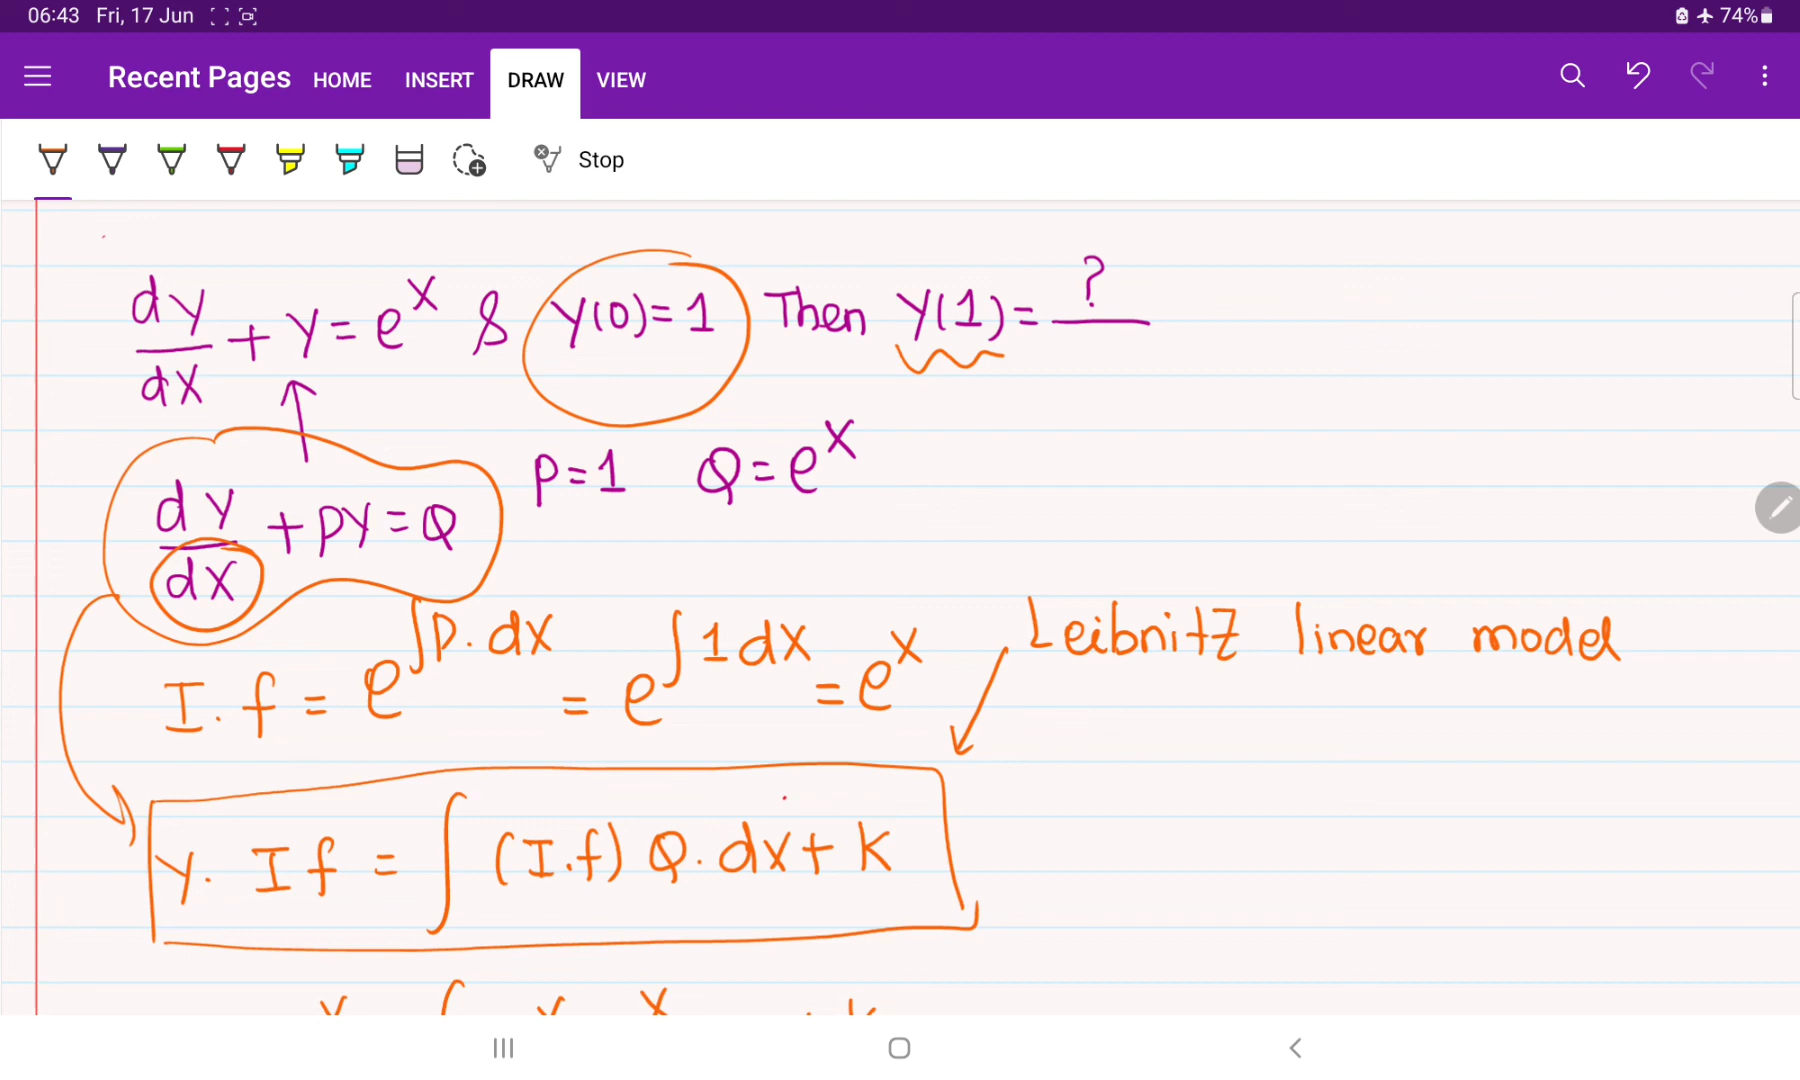 06:43 Fri, 17 Jun 74%
Recent Pages HOME INSERT DRAW VIEW
Stop
dy/dx + y = e^x & y(0) = 1 Then y(1) = ?
dy/dx + py = Q P = 1 Q = e^x
I.f = e^∫P.dx = e^∫1dx = e^x Leibnitz linear model
y. If = ∫ (I.f) Q. dx + k